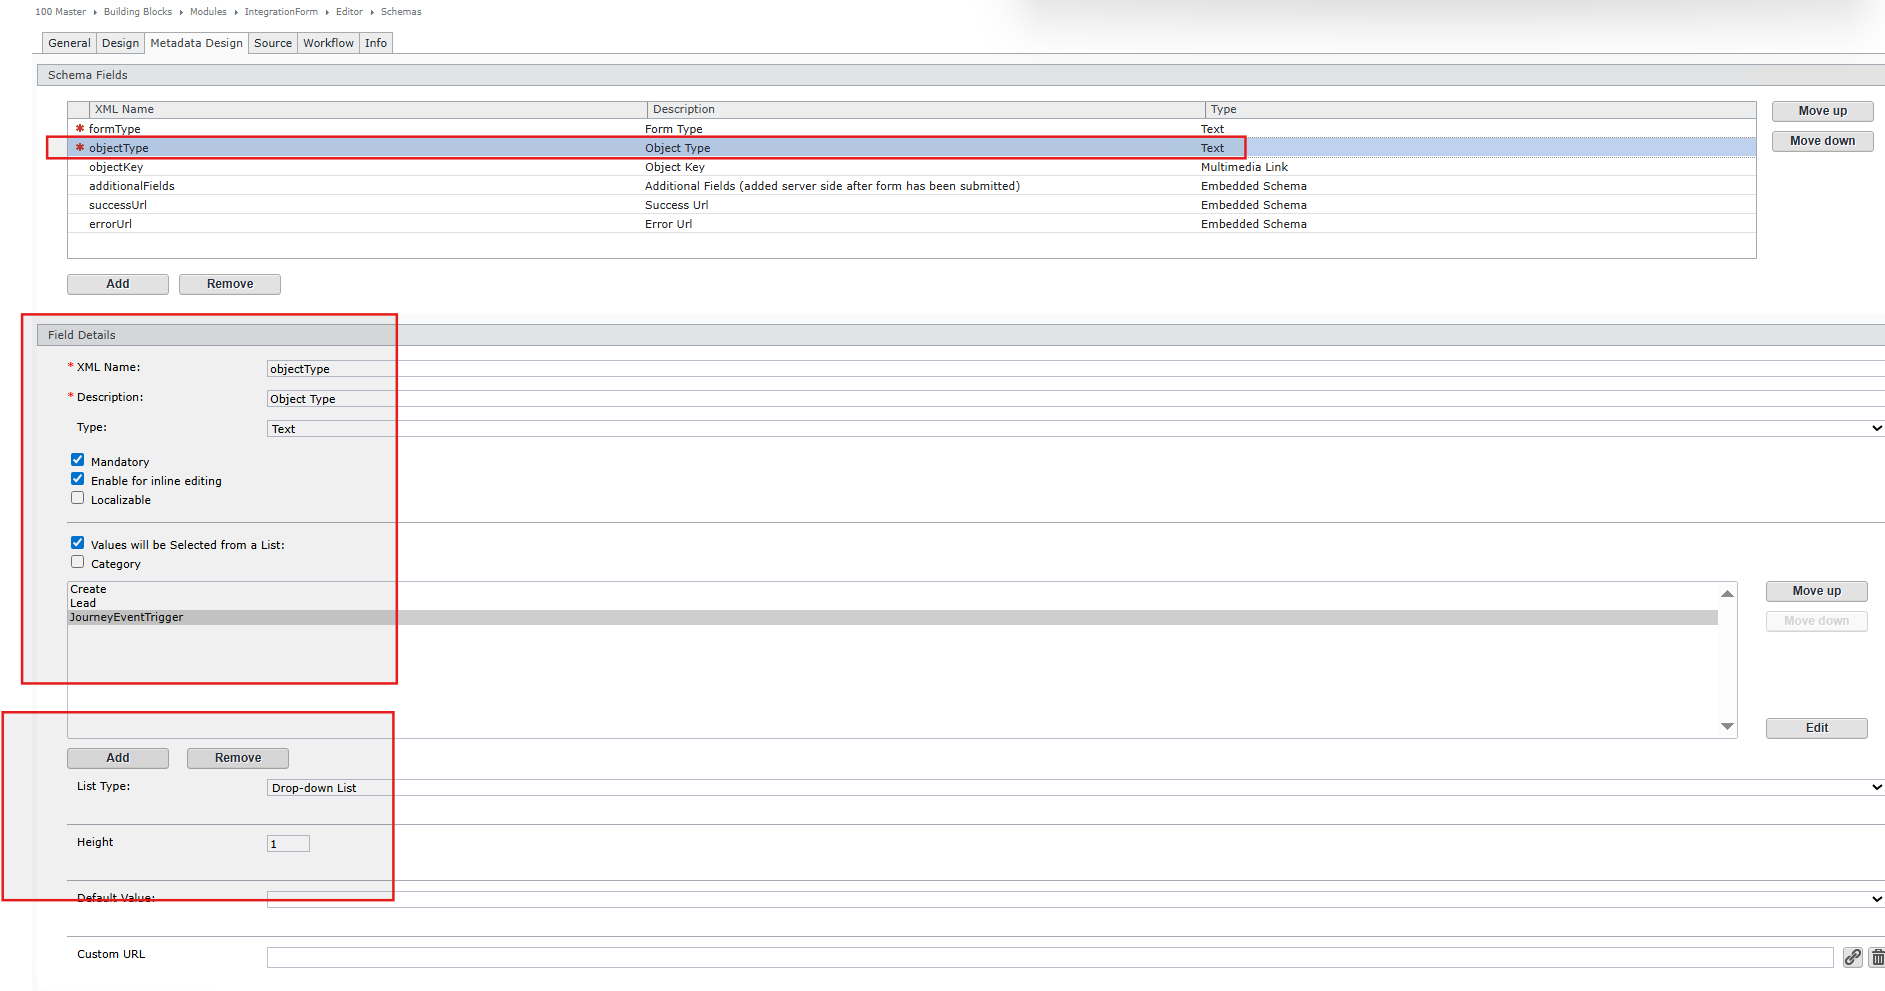 100 Master ▸ Building Blocks ▸ Modules ▸ IntegrationForm ▸ Editor ▸ Schemas
General Design Metadata Design Source Workflow Info
Schema Fields
XML Name Description Type
* formType Form Type Text
* objectType Object Type Text
objectKey Object Key Multimedia Link
additionalFields Additional Fields (added server side after form has been submitted) Embedded Schema
successUrl Success Url Embedded Schema
errorUrl Error Url Embedded Schema
Move up
Move down
Add Remove
Field Details
* XML Name: objectType
* Description: Object Type
Type: Text
Mandatory
Enable for inline editing
Localizable
Values will be Selected from a List:
Category
Create
Lead
JourneyEventTrigger
Move up
Move down
Edit
Add Remove
List Type: Drop-down List
Height 1
Default Value:
Custom URL